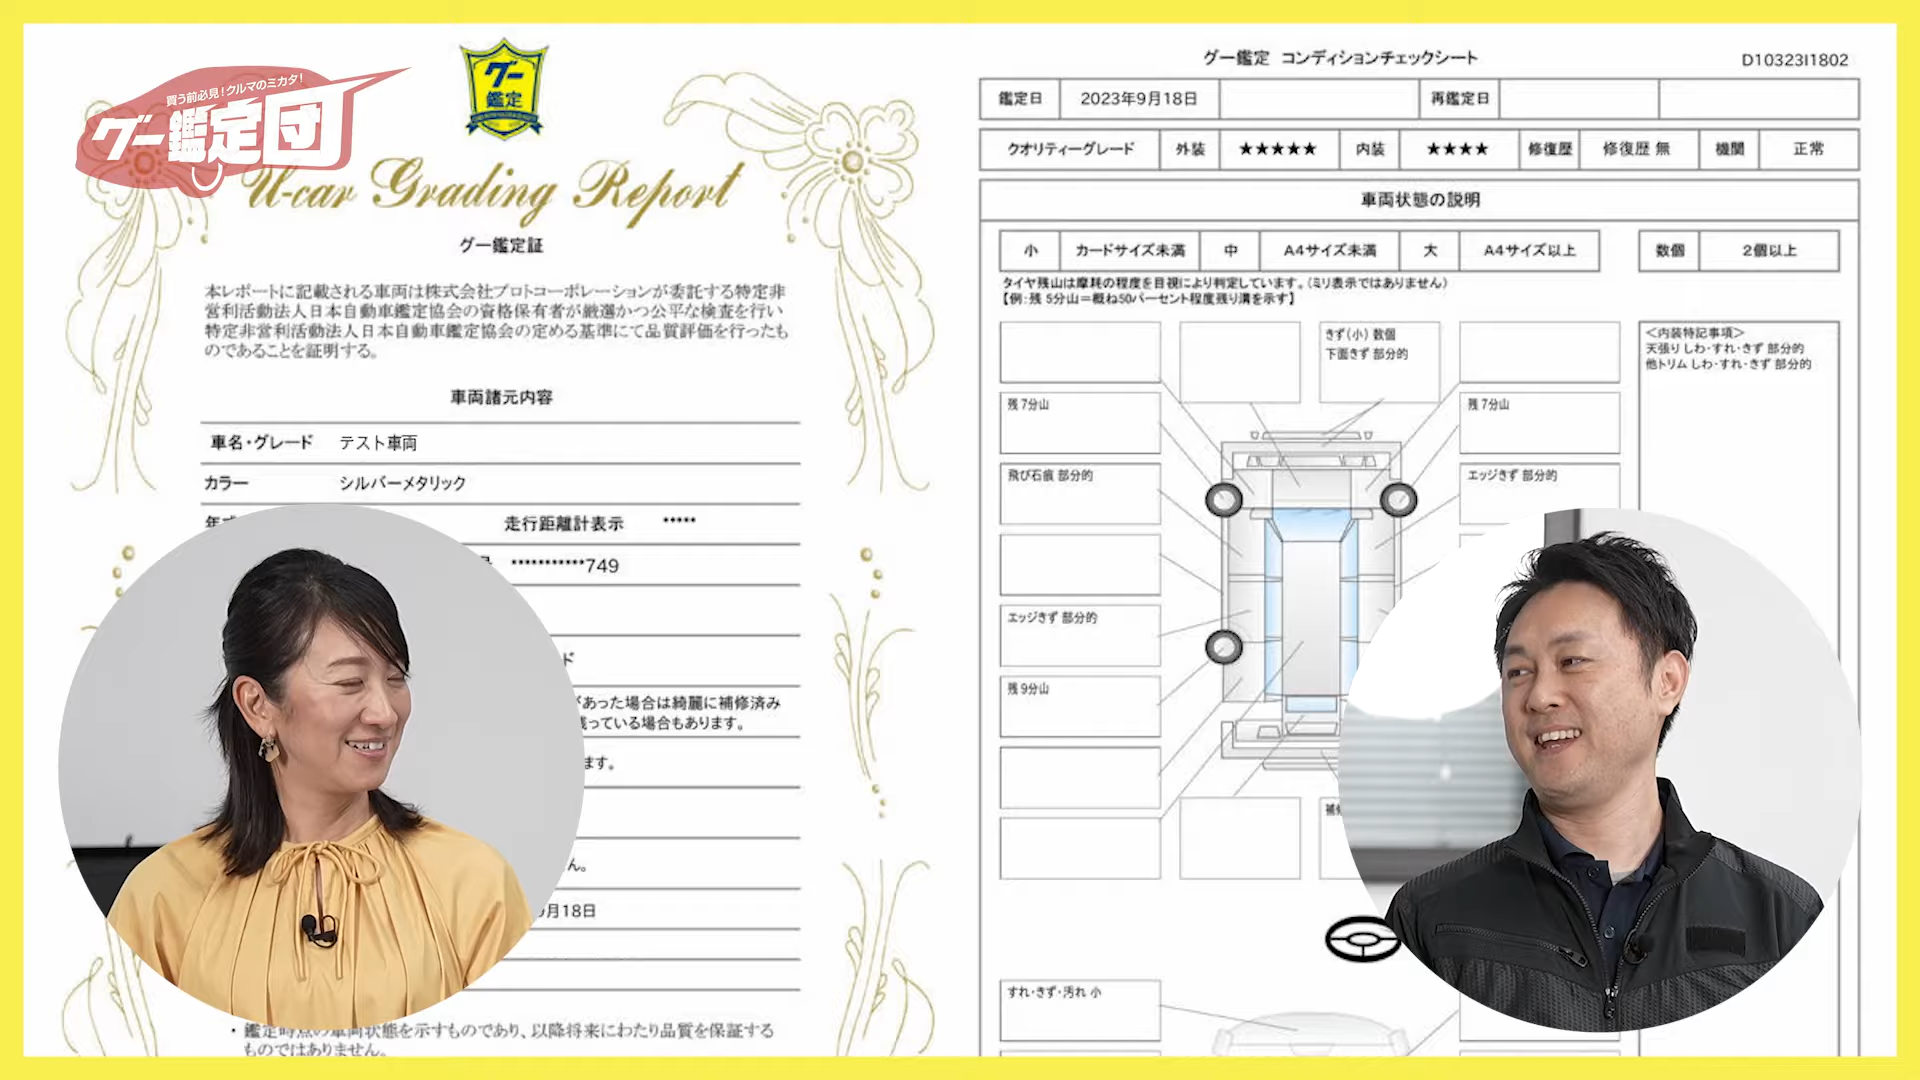 買う前必見!クルマのミカタ!
グー鑑定団
グー
鑑定
U-car Grading Report
グー鑑定証
本レポートに記載される車両は株式会社プロトコーポレーションが委託する特定非
営利活動法人日本自動車鑑定協会の資格保有者が厳選かつ公平な検査を行い
特定非営利活動法人日本自動車鑑定協会の定める基準にて品質評価を行ったも
のであることを証明する。
車両諸元内容
車名・グレード テスト車両
カラー シルバーメタリック
走行距離計表示 *****
***********749
があった場合は綺麗に補修済み
残っている場合もあります。
ます。
ん。
9月18日
・鑑定時点の車両状態を示すものであり、以降将来にわたり品質を保証する
ものではありません。
グー鑑定 コンディションチェックシート
D10323I1802
鑑定日 2023年9月18日 再鑑定日
クオリティーグレード 外装 ★★★★★ 内装 ★★★★ 修復歴 修復歴 無 機関 正常
車両状態の説明
小 カードサイズ未満 中 A4サイズ未満 大 A4サイズ以上 数個 2個以上
タイヤ残山は摩耗の程度を目視により判定しています。(ミリ表示ではありません)
【例:残 5分山=概ね50パーセント程度残り溝を示す】
きず(小) 数個
下面きず 部分的
<内装特記事項>
天張り しわ・すれ・きず 部分的
他トリム しわ・すれ・きず 部分的
残 7分山
残 7分山
飛び石痕 部分的
エッジきず 部分的
エッジきず 部分的
残 9分山
補修
すれ・きず・汚れ 小